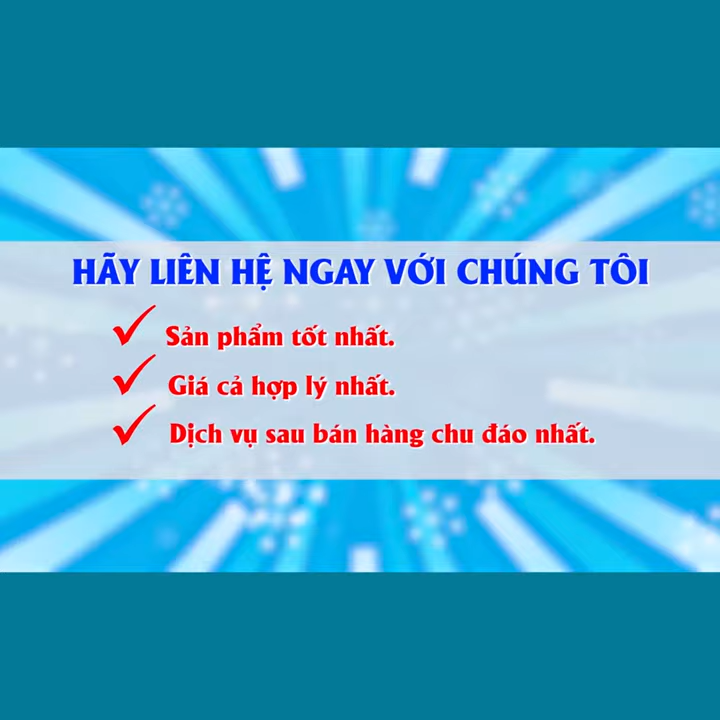 HÃY LIÊN HỆ NGAY VỚI CHÚNG TÔI
Sản phẩm tốt nhất.
Giá cả hợp lý nhất.
Dịch vụ sau bán hàng chu đáo nhất.